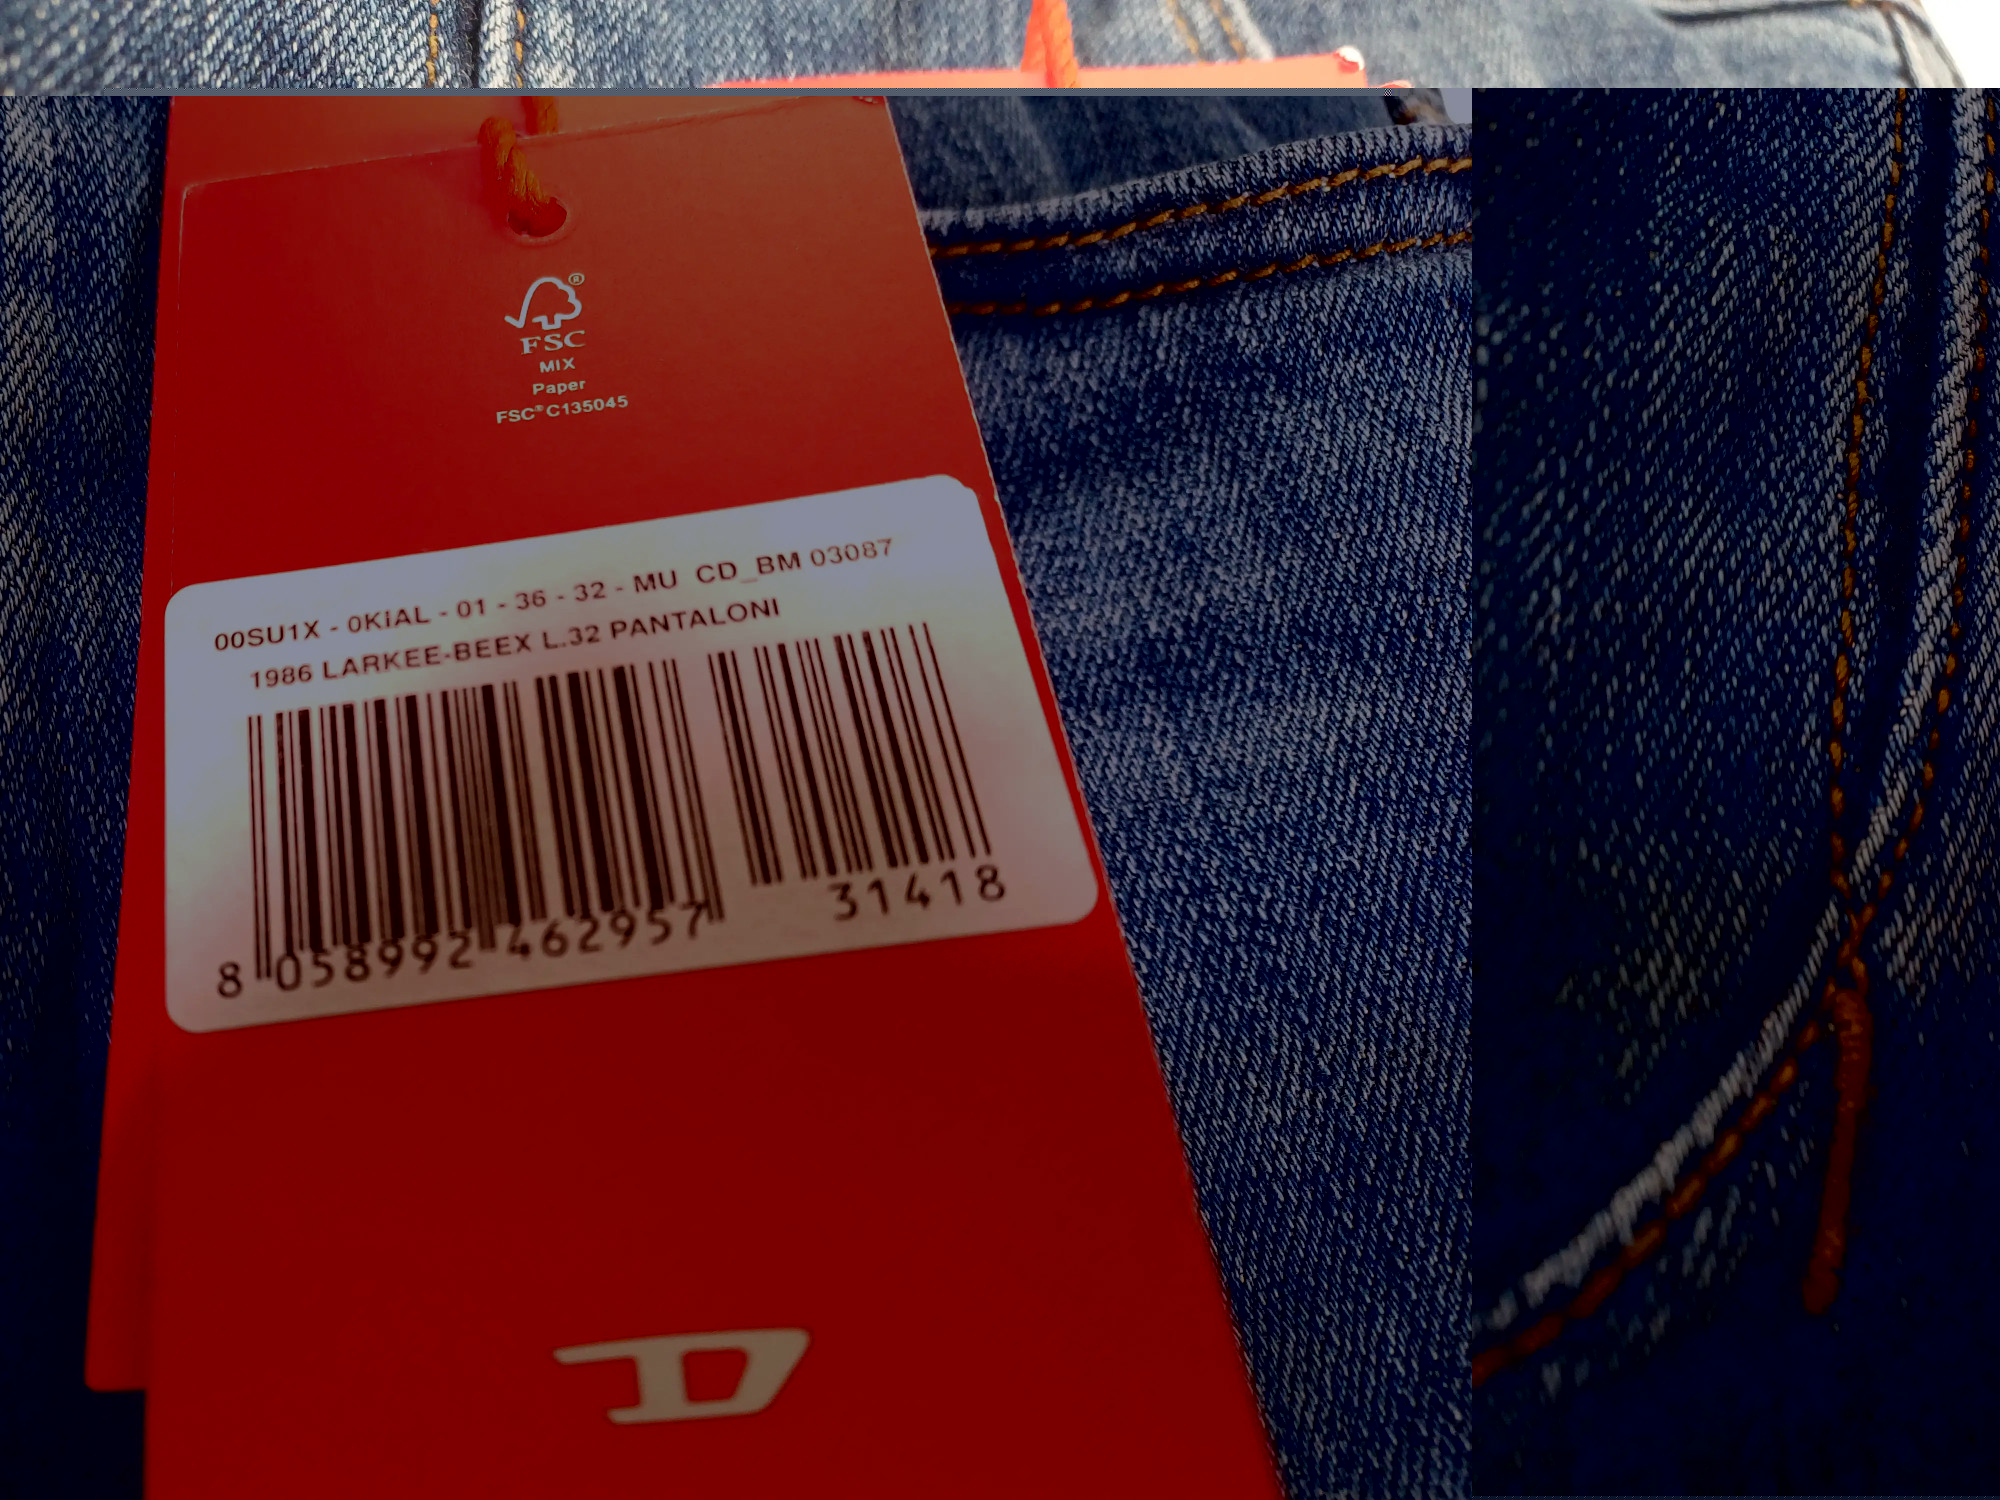 FSC®
MIX
Paper
FSC® C135045
00SU1X - 0KIAL - 01 - 36 - 32 - MU CD_BM 03087
1986 LARKEE-BEEX L.32 PANTALONI
8 058992 462957 31418
D